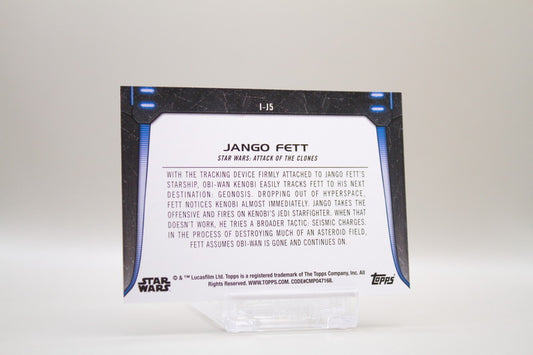 I-J5
JANGO FETT
STAR WARS: ATTACK OF THE CLONES
WITH THE TRACKING DEVICE FIRMLY ATTACHED TO JANGO FETT'S
STARSHIP, OBI-WAN KENOBI EASILY TRACKS FETT TO HIS NEXT
DESTINATION: GEONOSIS. DROPPING OUT OF HYPERSPACE,
FETT NOTICES KENOBI ALMOST IMMEDIATELY. JANGO TAKES THE
OFFENSIVE AND FIRES ON KENOBI'S JEDI STARFIGHTER. WHEN THAT
DOESN'T WORK, HE TRIES A BROADER TACTIC: SEISMIC CHARGES.
IN THE PROCESS OF DESTROYING MUCH OF AN ASTEROID FIELD,
FETT ASSUMES OBI-WAN IS GONE AND CONTINUES ON.
STAR
WARS
© & ™ Lucasfilm Ltd. Topps is a registered trademark of The Topps Company, Inc. All
Rights Reserved. WWW.TOPPS.COM. CODE#CMP047168.
Topps